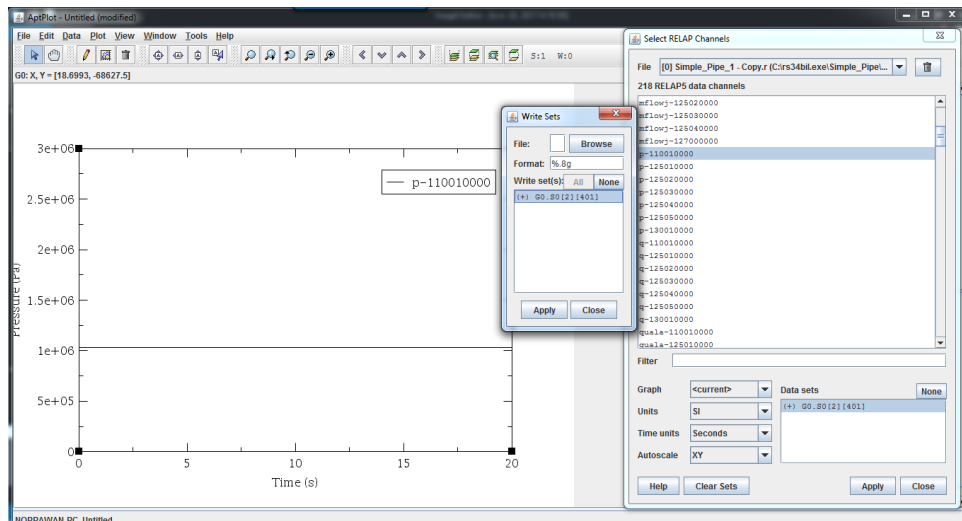 AptPlot - Untitled (modified)
File Edit Data Plot View Window Tools Help
S:1 W:0
G0: X, Y = [18.6993, -68627.5]
3e+06
2.5e+06
2e+06
1.5e+06
1e+06
5e+05
0
Pressure (Pa)
0 5 10 15 20
Time (s)
p-110010000
Write Sets
File: Browse
Format: %.8g
Write set(s): All None
(+) G0.S0[2][401]
Apply Close
Select RELAP Channels
File [0] Simple_Pipe_1 - Copy.r (C:\rs34bil.exe\Simple_Pipe\...
218 RELAP5 data channels
mflowj-125020000
mflowj-125030000
mflowj-125040000
mflowj-127000000
p-110010000
p-125010000
p-125020000
p-125030000
p-125040000
p-125050000
p-130010000
q-110010000
q-125010000
q-125020000
q-125030000
q-125040000
q-125050000
q-130010000
quala-110010000
quala-125010000
Filter
Graph <current>
Units SI
Time units Seconds
Autoscale XY
Data sets None
(+) G0.S0[2][401]
Help Clear Sets Apply Close
NOPPAWAN-PC, Untitled